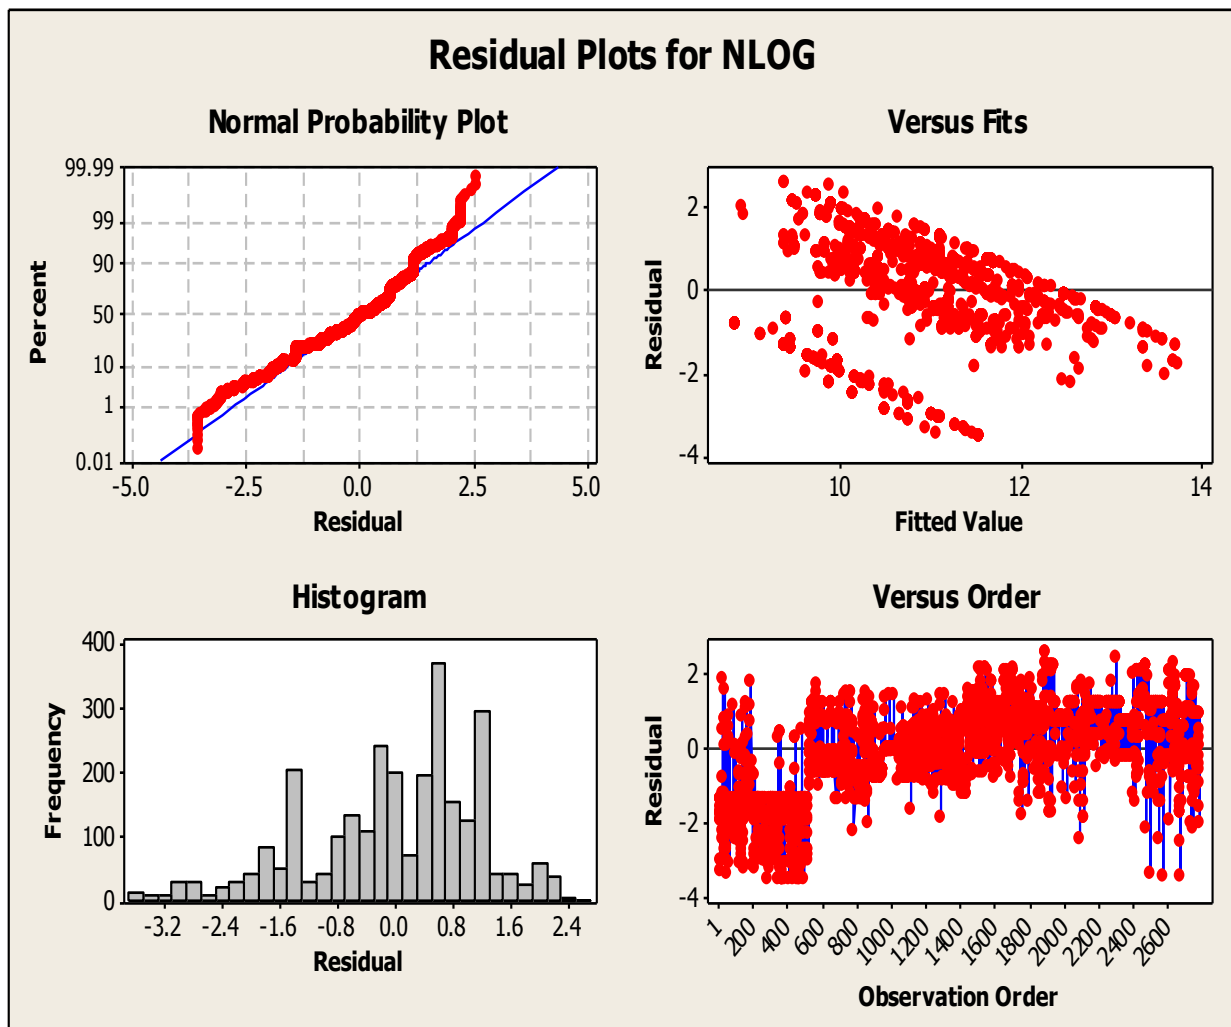 Residual Plots for NLOG
Normal Probability Plot
Percent
99.99
99
90
50
10
1
0.01
-5.0 -2.5 0.0 2.5 5.0
Residual
Versus Fits
Residual
2
0
-2
-4
10 12 14
Fitted Value
Histogram
Frequency
400
300
200
100
0
-3.2 -2.4 -1.6 -0.8 0.0 0.8 1.6 2.4
Residual
Versus Order
Residual
2
0
-2
-4
1 200 400 600 800 1000 1200 1400 1600 1800 2000 2200 2400 2600
Observation Order